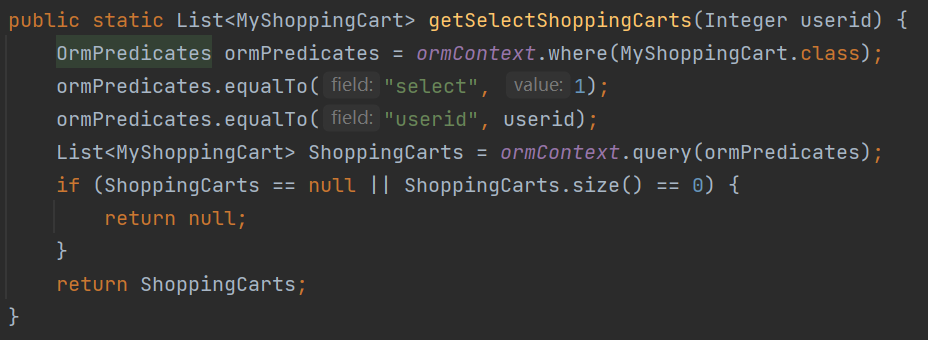 public static List<MyShoppingCart> getSelectShoppingCarts(Integer userid) {
    OrmPredicates ormPredicates = ormContext.where(MyShoppingCart.class);
    ormPredicates.equalTo( field: "select",  value: 1);
    ormPredicates.equalTo( field: "userid", userid);
    List<MyShoppingCart> ShoppingCarts = ormContext.query(ormPredicates);
    if (ShoppingCarts == null || ShoppingCarts.size() == 0) {
        return null;
    }
    return ShoppingCarts;
}